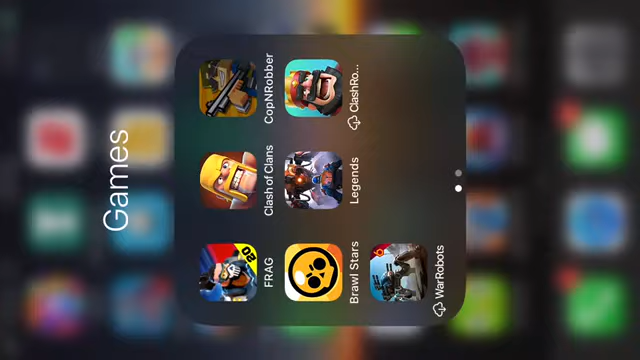 Games
FRAG
Clash of Clans
CopNRobber
Brawl Stars
Legends
ClashRo...
WarRobots